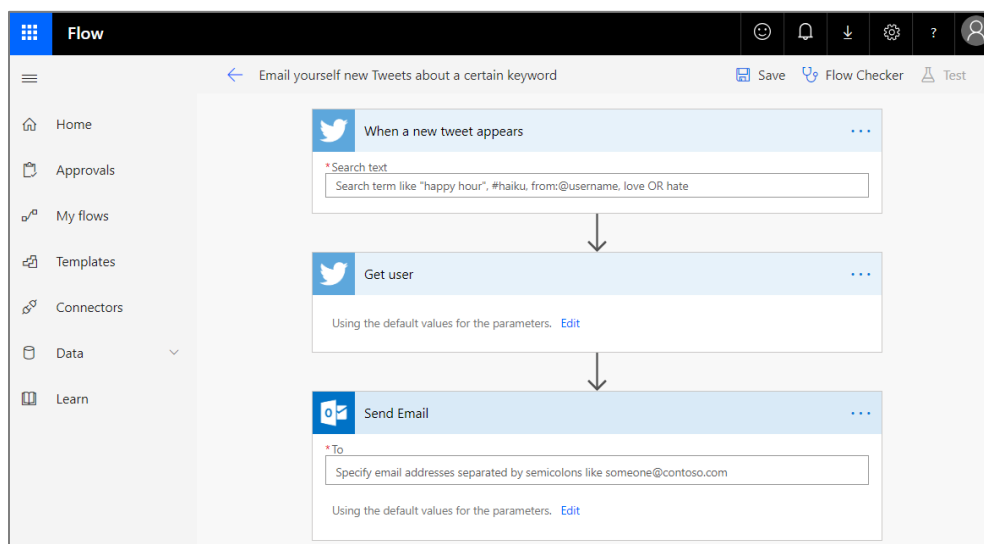 Flow
?
Email yourself new Tweets about a certain keyword
Save
Flow Checker
Test
Home
Approvals
My flows
Templates
Connectors
Data
Learn
When a new tweet appears
...
* Search text
Search term like "happy hour", #haiku, from:@username, love OR hate
Get user
...
Using the default values for the parameters. Edit
Send Email
...
* To
Specify email addresses separated by semicolons like someone@contoso.com
Using the default values for the parameters. Edit